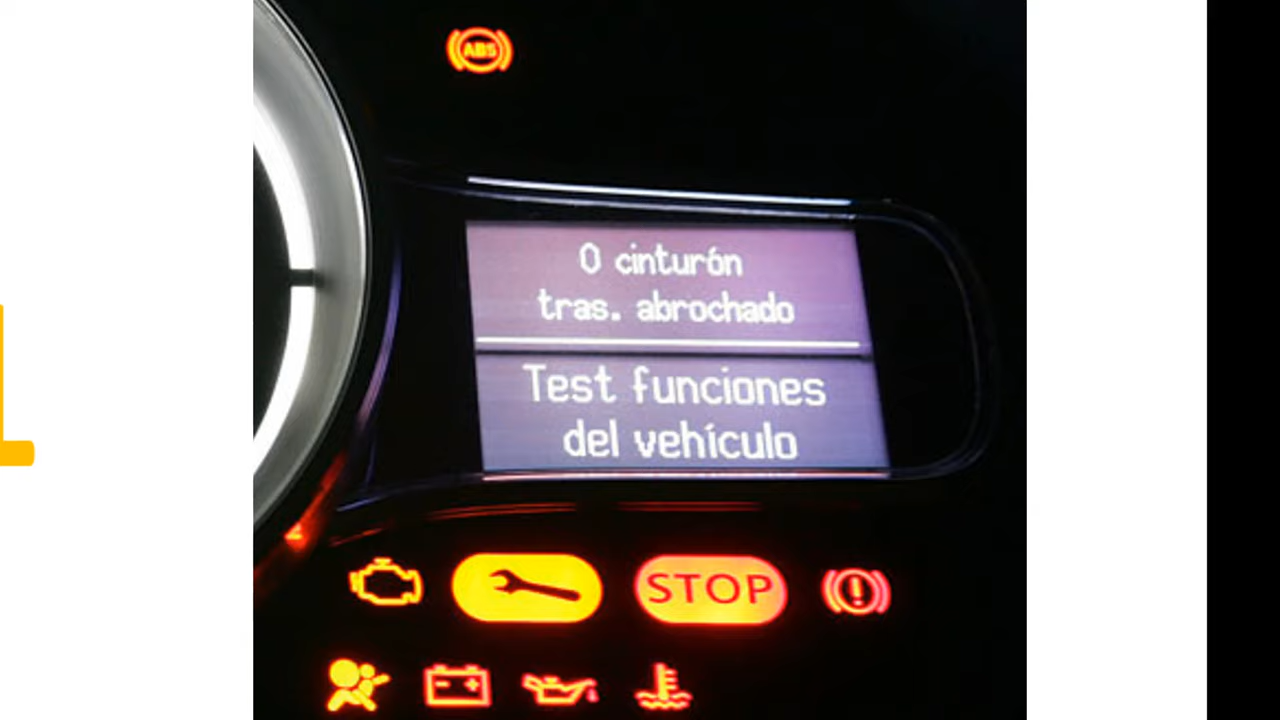 ABS
0 cinturón
tras. abrochado
Test funciones
del vehículo
STOP